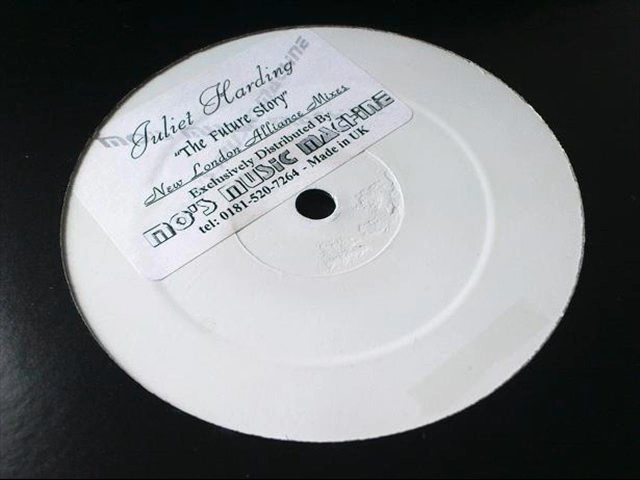 Juliet Harding
"The Future Story"
New London Alliance Mixes
Exclusively Distributed By
MO'S MUSIC MACHINE
tel: 0181-520-7264 - Made in UK